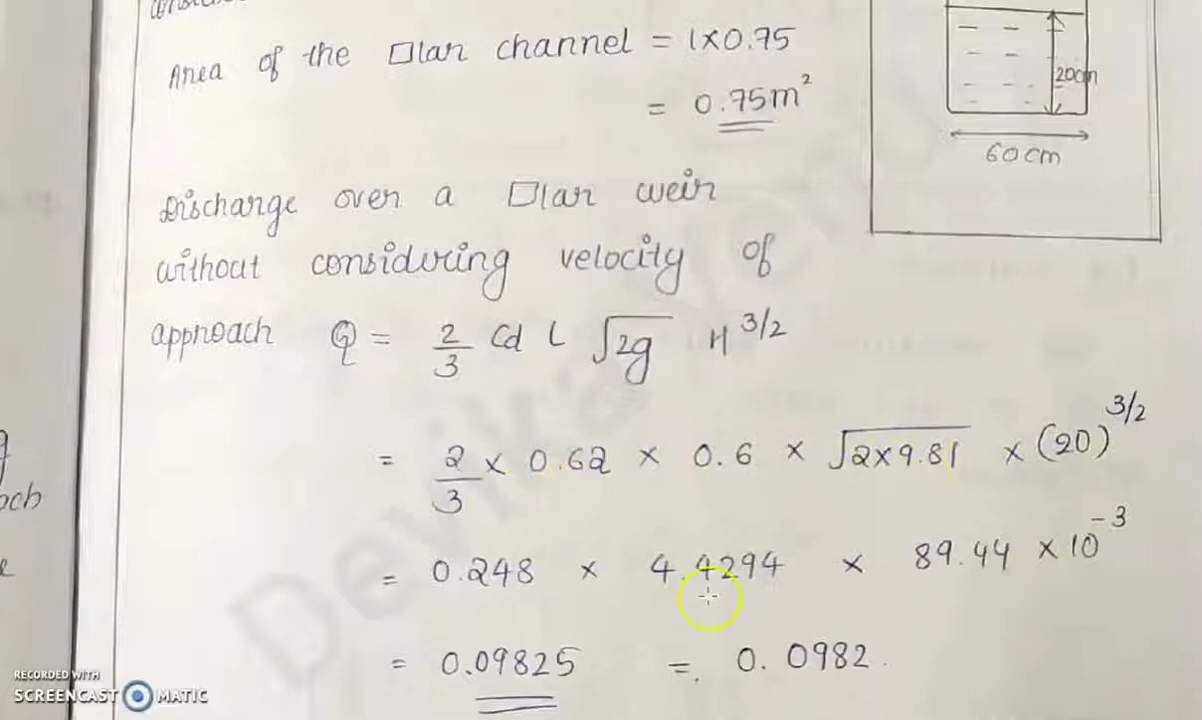 Area of the □lar channel = 1×0.75
= 0.75m²
20cm
60cm
Discharge over a □lar weir
without considering velocity of
approach Q = 2/3 Cd L √2g H^3/2
= 2/3 × 0.62 × 0.6 × √2×9.81 × (20)^3/2
= 0.248 × 4.4294 × 89.44 × 10^-3
= 0.09825 = 0.0982
RECORDED WITH
SCREENCAST MATIC